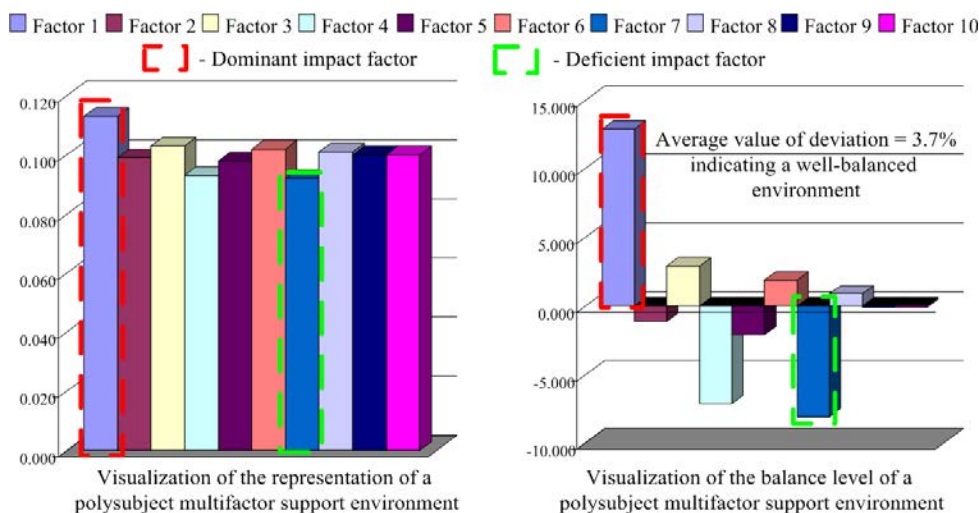 Factor 1 Factor 2 Factor 3 Factor 4 Factor 5 Factor 6 Factor 7 Factor 8 Factor 9 Factor 10
- Dominant impact factor
- Deficient impact factor
0.120
0.100
0.080
0.060
0.040
0.020
0.000
Visualization of the representation of a
polysubject multifactor support environment
15.000
10.000
5.000
0.000
-5.000
-10.000
Average value of deviation = 3.7%
indicating a well-balanced
environment
Visualization of the balance level of a
polysubject multifactor support environment